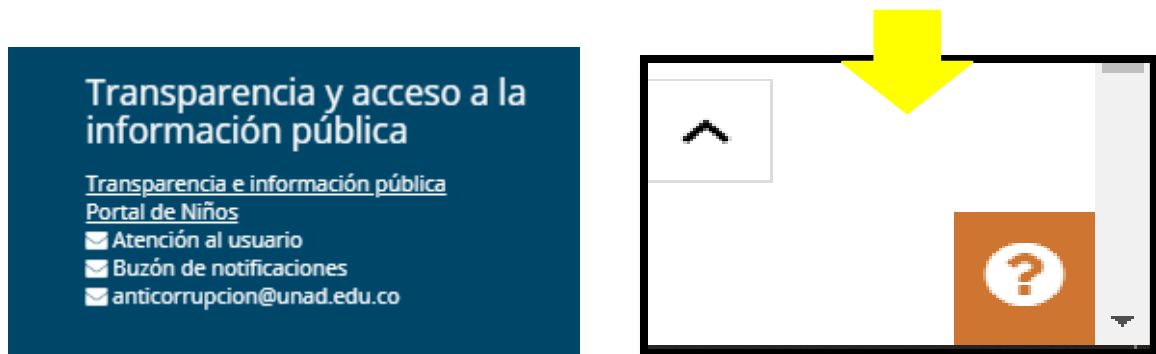 Transparencia y acceso a la
información pública
Transparencia e información pública
Portal de Niños
Atención al usuario
Buzón de notificaciones
anticorrupcion@unad.edu.co
?